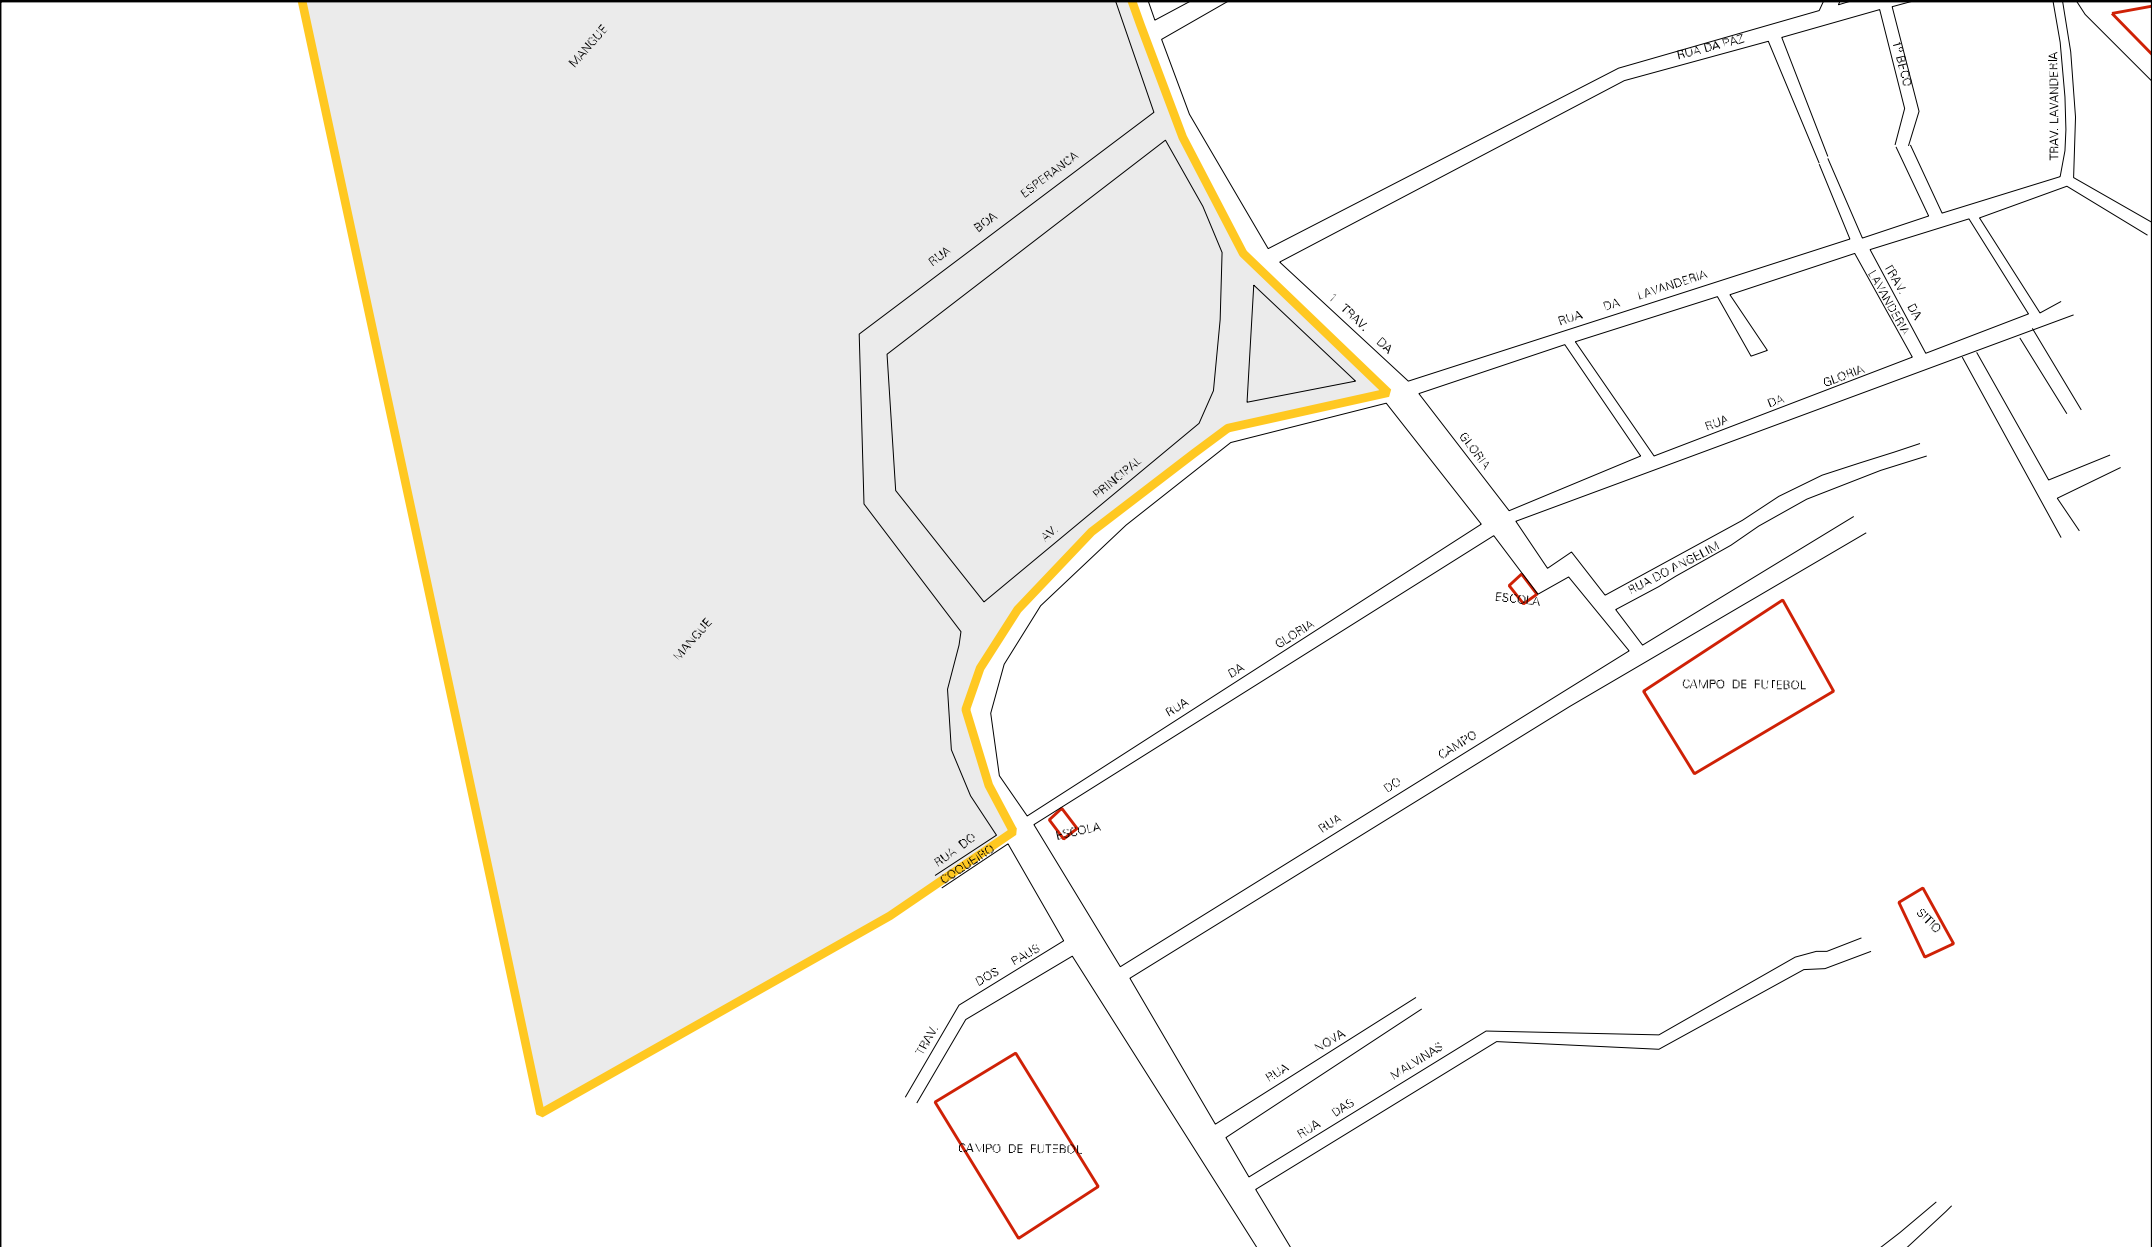 MANGUE
RUA DA PAZ
1º BECO
TRAV. LAVANDERIA
RUA BOA ESPERANCA
1 TRAV. DA GLORIA
RUA DA LAVANDERIA
TRAV. DA
LAVANDERIA
RUA DA GLORIA
AV. PRINCIPAL
RUA DO ANGELIM
ESCOLA
MANGUE
RUA DA GLORIA
CAMPO DE FUTEBOL
RUA DO CAMPO
ESCOLA
RUA DO
COQUEIRO
SITIO
TRAV. DOS PAUS
RUA NOVA
RUA DAS MALVINAS
CAMPO DE FUTEBOL